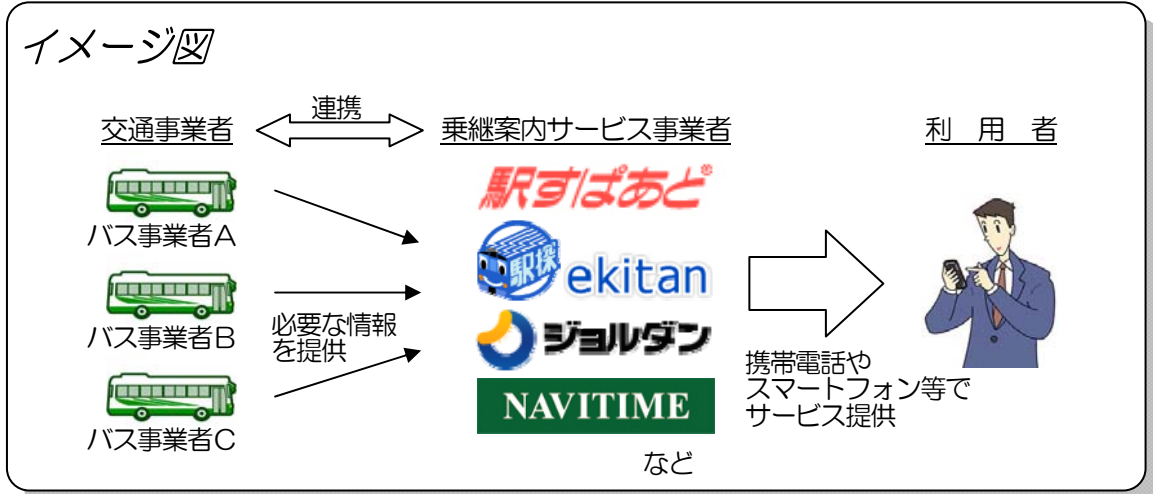 イメージ図
連携
交通事業者
乗継案内サービス事業者
利 用 者
バス事業者A
バス事業者B
バス事業者C
必要な情報
を提供
駅すぱあと®
駅探
ekitan
ジョルダン
NAVITIME
など
携帯電話や
スマートフォン等で
サービス提供